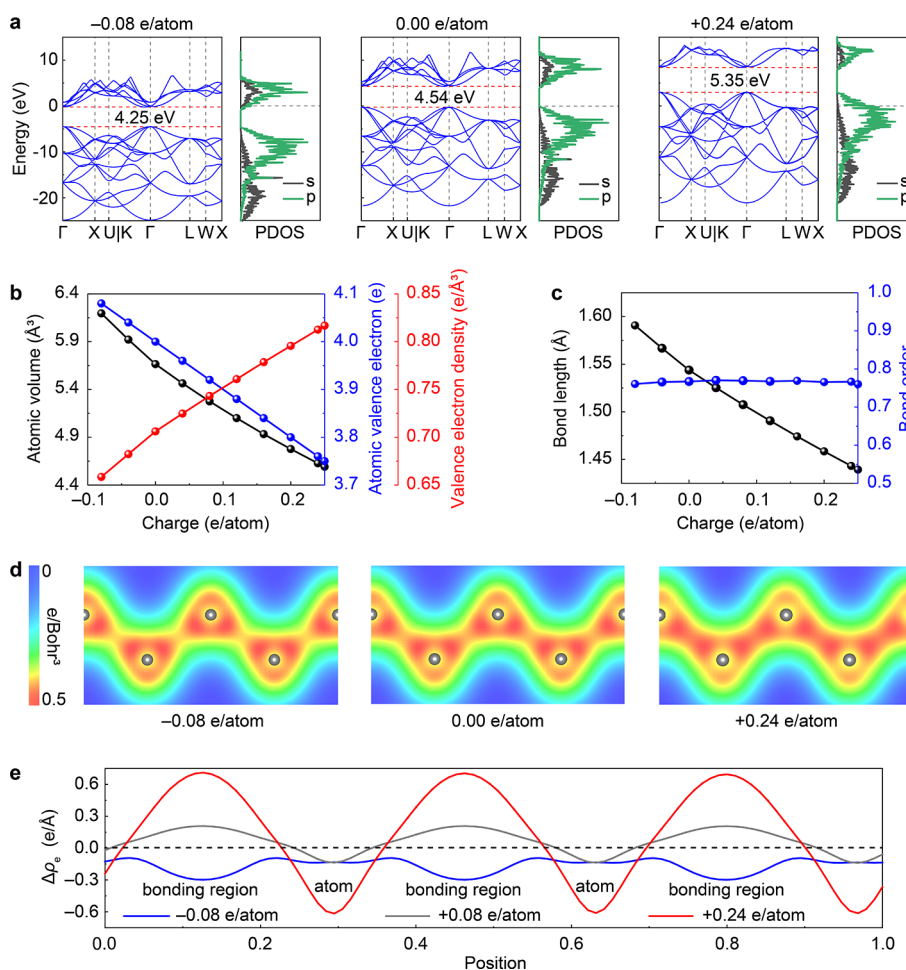 a
–0.08 e/atom
0.00 e/atom
+0.24 e/atom
Energy (eV)
10
0
-10
-20
4.25 eV
4.54 eV
5.35 eV
s
p
s
p
s
p
Γ X U|K Γ L W X
PDOS
Γ X U|K Γ L W X
PDOS
Γ X U|K Γ L W X
PDOS
b
Atomic volume (Å³)
6.4
5.9
5.4
4.9
4.4
4.1
4.0
3.9
3.8
3.7
Atomic valence electron (e)
0.85
0.80
0.75
0.70
0.65
Valence electron density (e/Å³)
–0.1 0.0 0.1 0.2
Charge (e/atom)
c
Bond length (Å)
1.60
1.55
1.50
1.45
1.0
0.9
0.8
0.7
0.6
0.5
Bond order
–0.1 0.0 0.1 0.2
Charge (e/atom)
d
0
e/Bohr³
0.5
–0.08 e/atom
0.00 e/atom
+0.24 e/atom
e
Δρe (e/Å)
0.6
0.3
0.0
–0.3
–0.6
bonding region
atom
bonding region
atom
bonding region
–0.08 e/atom
+0.08 e/atom
+0.24 e/atom
0.0 0.2 0.4 0.6 0.8 1.0
Position